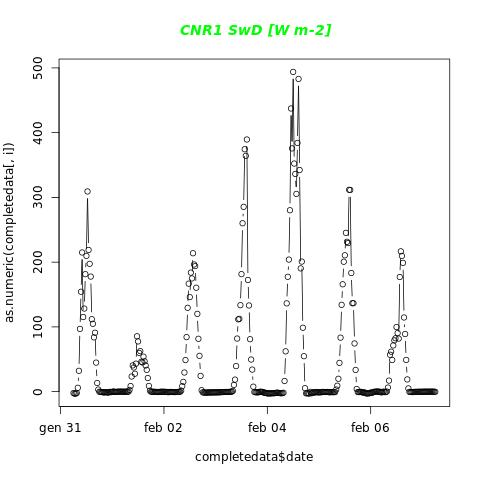 CNR1 SwD [W m-2]
as.numeric(completedata[, i])
500
400
300
200
100
0
gen 31
feb 02
feb 04
feb 06
completedata$date